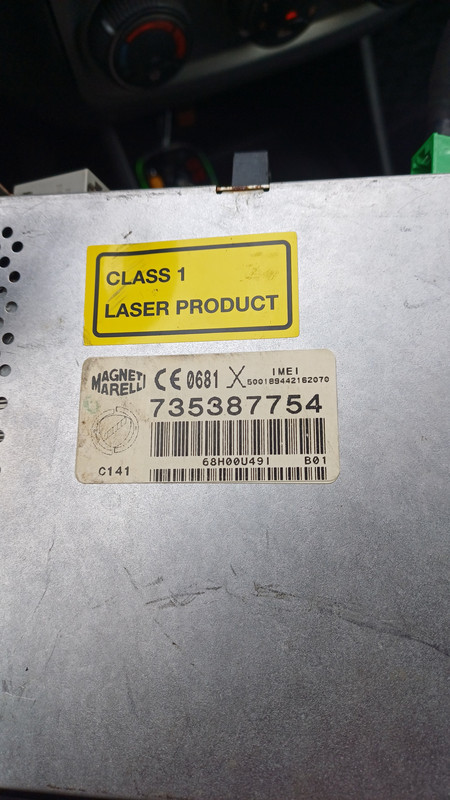 CLASS 1
LASER PRODUCT
MAGNETI MARELLI CE 0681 X IMEI
500189442162070
735387754
68H00U49I B01
C141